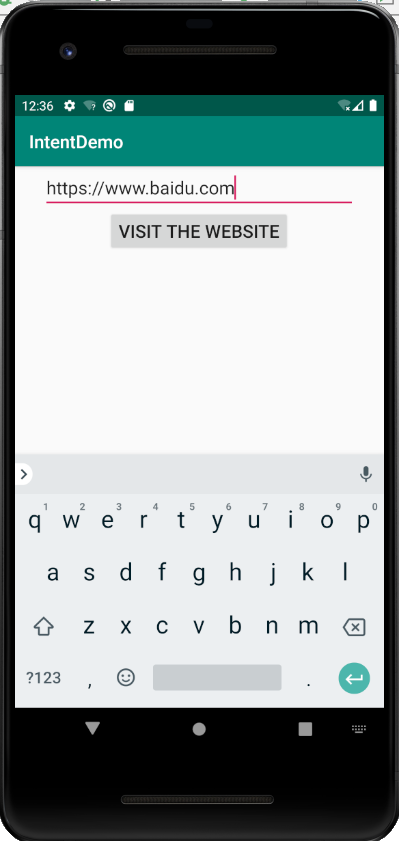 12:36
IntentDemo
https://www.baidu.com
VISIT THE WEBSITE
1 2 3 4 5 6 7 8 9 0
q w e r t y u i o p
a s d f g h j k l
z x c v b n m
?123 , .